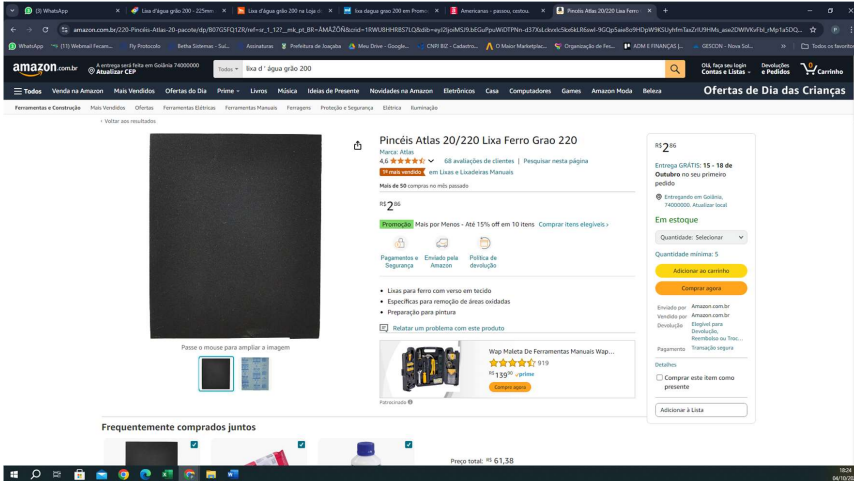 (3) WhatsApp
Lixa d'água grão 200 - 225mm
Lixa d'água grão 200 na Loja d
lixa dagua grao 200 em Promo
Americanas - passou, cestou.
Pincéis Atlas 20/220 Lixa Ferro
WhatsApp
(11) Webmail Fecam...
Fly Protocolo
Betha Sistemas - Sui...
Assinaturas
Prefeitura de Joaçaba
Meu Drive - Google...
CNPJ BIZ - Cadastro...
A O Maior Marketplac...
Organização de Fes...
ADM E FINANÇAS |...
GESCON - Nova Sol...
Todos os favoritos
amazon.com.br
A entrega será feita em Goiânia 74000000
Atualizar CEP
Todos
lixa d ' água grão 200
Olá, faça seu login
Contas e Listas
Devoluções
e Pedidos
0
Carrinho
Todos
Venda na Amazon
Mais Vendidos
Ofertas do Dia
Prime
Livros
Música
Ideias de Presente
Novidades na Amazon
Eletrônicos
Casa
Computadores
Games
Amazon Moda
Beleza
Ofertas de Dia das Crianças
Ferramentas e Construção
Mais Vendidos
Ofertas
Ferramentas Elétricas
Ferramentas Manuais
Ferragens
Proteção e Segurança
Elétrica
Iluminação
‹ Voltar aos resultados
Pincéis Atlas 20/220 Lixa Ferro Grao 220
Marca: Atlas
4,6
68 avaliações de clientes | Pesquisar nesta página
1º mais vendido
em Lixas e Lixadeiras Manuais
Mais de 50 compras no mês passado
R$2 86
Promoção Mais por Menos - Até 15% off em 10 itens Comprar itens elegíveis ›
Pagamentos e
Segurança
Enviado pela
Amazon
Política de
devolução
• Lixas para ferro com verso em tecido
• Específicas para remoção de áreas oxidadas
• Preparação para pintura
Relatar um problema com este produto
Passe o mouse para ampliar a imagem
Wap Maleta De Ferramentas Manuais Wap...
919
R$139 90 prime
Compre agora
Patrocinado
R$2 86
Entrega GRÁTIS: 15 - 18 de
Outubro no seu primeiro
pedido
Entregando em Goiânia,
74000000. Atualizar local
Em estoque
Quantidade: Selecionar
Quantidade mínima: 5
Adicionar ao carrinho
Comprar agora
Enviado por Amazon.com.br
Vendido por Amazon.com.br
Devolução Elegível para
Devolução,
Reembolso ou Troc...
Pagamento Transação segura
Detalhes
Comprar este item como
presente
Adicionar à Lista
Frequentemente comprados juntos
Preço total: R$ 61,38
18:24